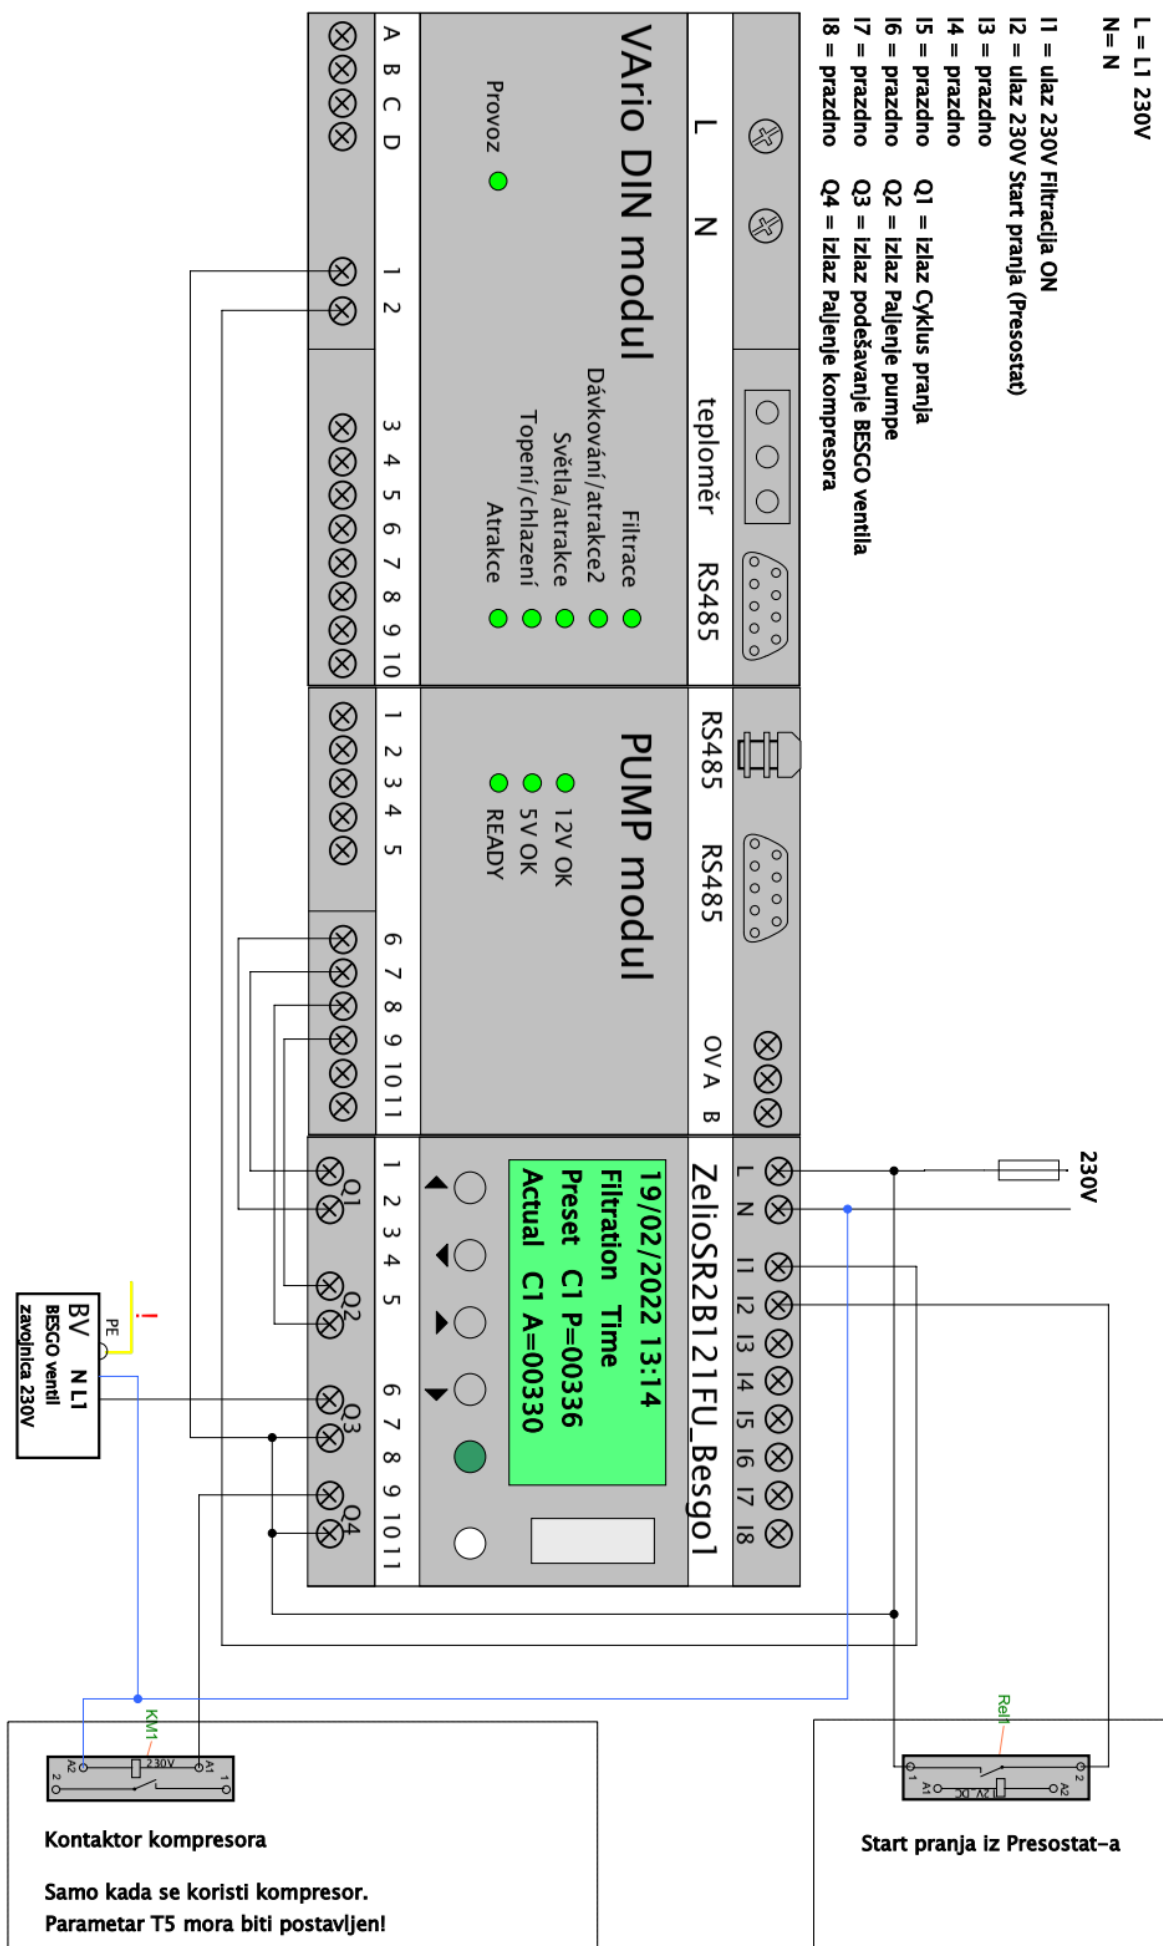 L = L1 230V
N= N
I1 = ulaz 230V Filtracija ON
I2 = ulaz 230V Start pranja (Presostat)
I3 = prazdno
I4 = prazdno
I5 = prazdno Q1 = izlaz Cyklus pranja
I6 = prazdno Q2 = izlaz Paljenje pumpe
I7 = prazdno Q3 = izlaz podešavanje BESGO ventila
I8 = prazdno Q4 = izlaz Paljenje kompresora
L N teploměr RS485
VArio DIN modul
Filtrace
Dávkování/atrakce2
Světla/atrakce
Topení/chlazení
Provoz
Atrakce
A B C D 1 2 3 4 5 6 7 8 9 10
RS485 RS485 OV A B
PUMP modul
12V OK
5V OK
READY
1 2 3 4 5 6 7 8 9 10 11
230V
L N I1 I2 I3 I4 I5 I6 I7 I8
ZelioSR2B121FU_Besgo1
19/02/2022 13:14
Filtration Time
Preset C1 P=00336
Actual C1 A=00330
1 2 3 4 5 6 7 8 9 10 11
Q1 Q2 Q3 Q4
!
PE
N L1
BV
BESGO ventil
zavojnica 230V
Rel1
1 2
A1 12V_DC A2
Start pranja iz Presostat-a
KM1
A2 230V A1
2 1
Kontaktor kompresora
Samo kada se koristi kompresor.
Parametar T5 mora biti postavljen!